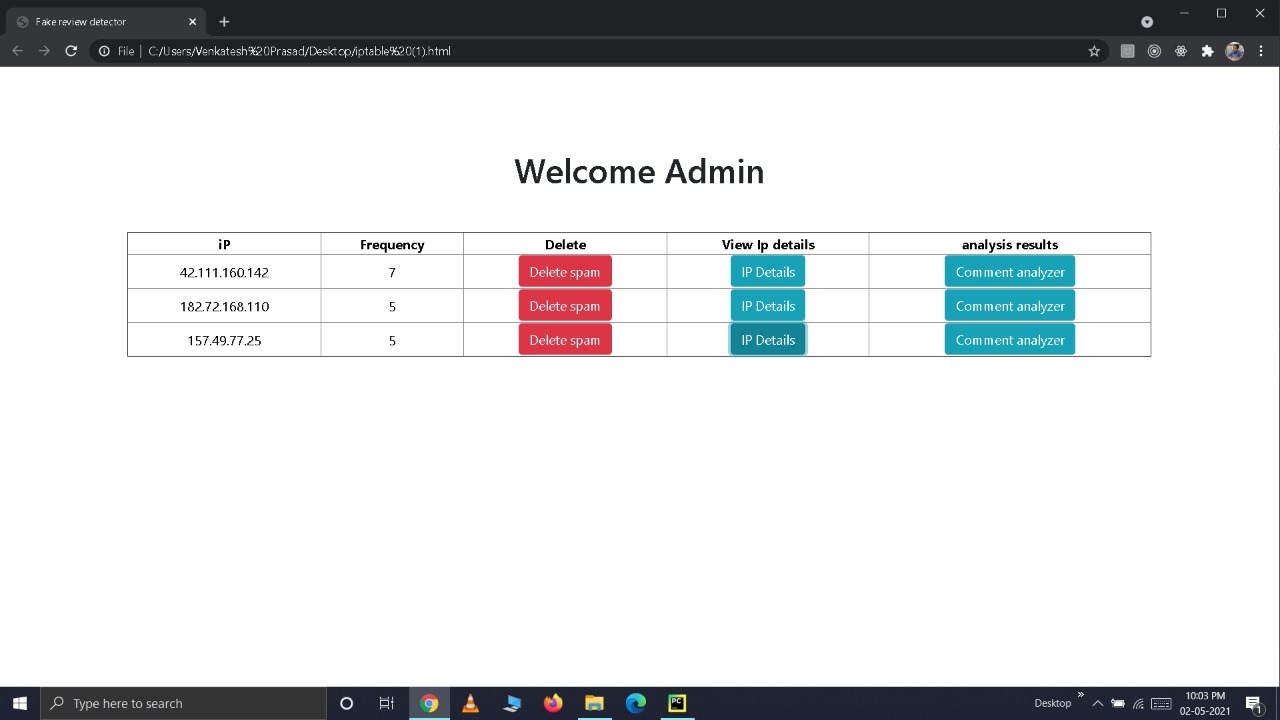 Fake review detector
File | C:/Users/Venkatesh%20Prasad/Desktop/iptable%20(1).html
Welcome Admin
iP Frequency Delete View Ip details analysis results
42.111.160.142 7 Delete spam IP Details Comment analyzer
182.72.168.110 5 Delete spam IP Details Comment analyzer
157.49.77.25 5 Delete spam IP Details Comment analyzer
Type here to search
PC
Desktop
10:03 PM
02-05-2021
1